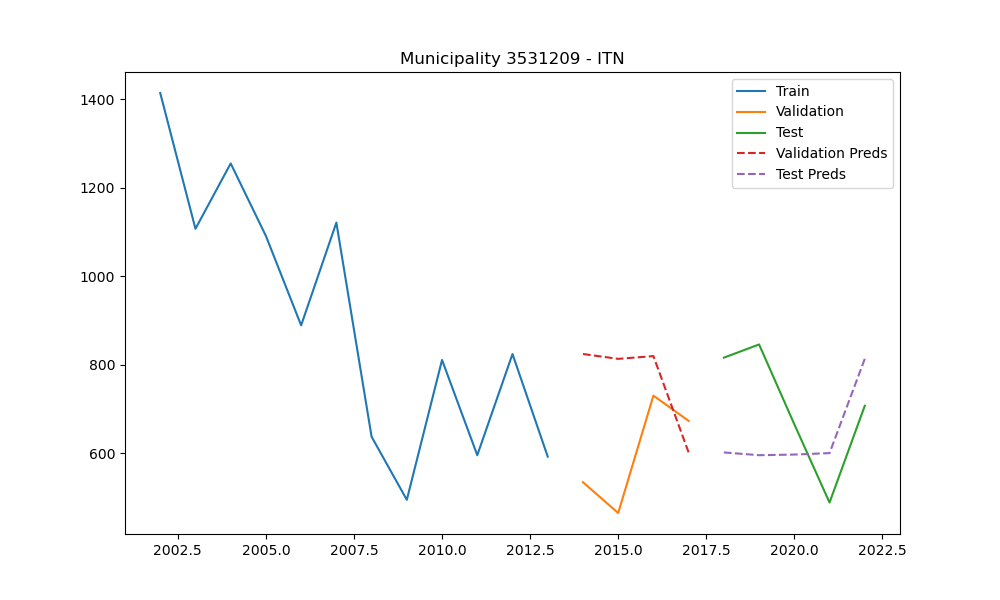 Municipality 3531209 - ITN
Train
Validation
Test
Validation Preds
Test Preds
1400
1200
1000
800
600
2002.5 2005.0 2007.5 2010.0 2012.5 2015.0 2017.5 2020.0 2022.5